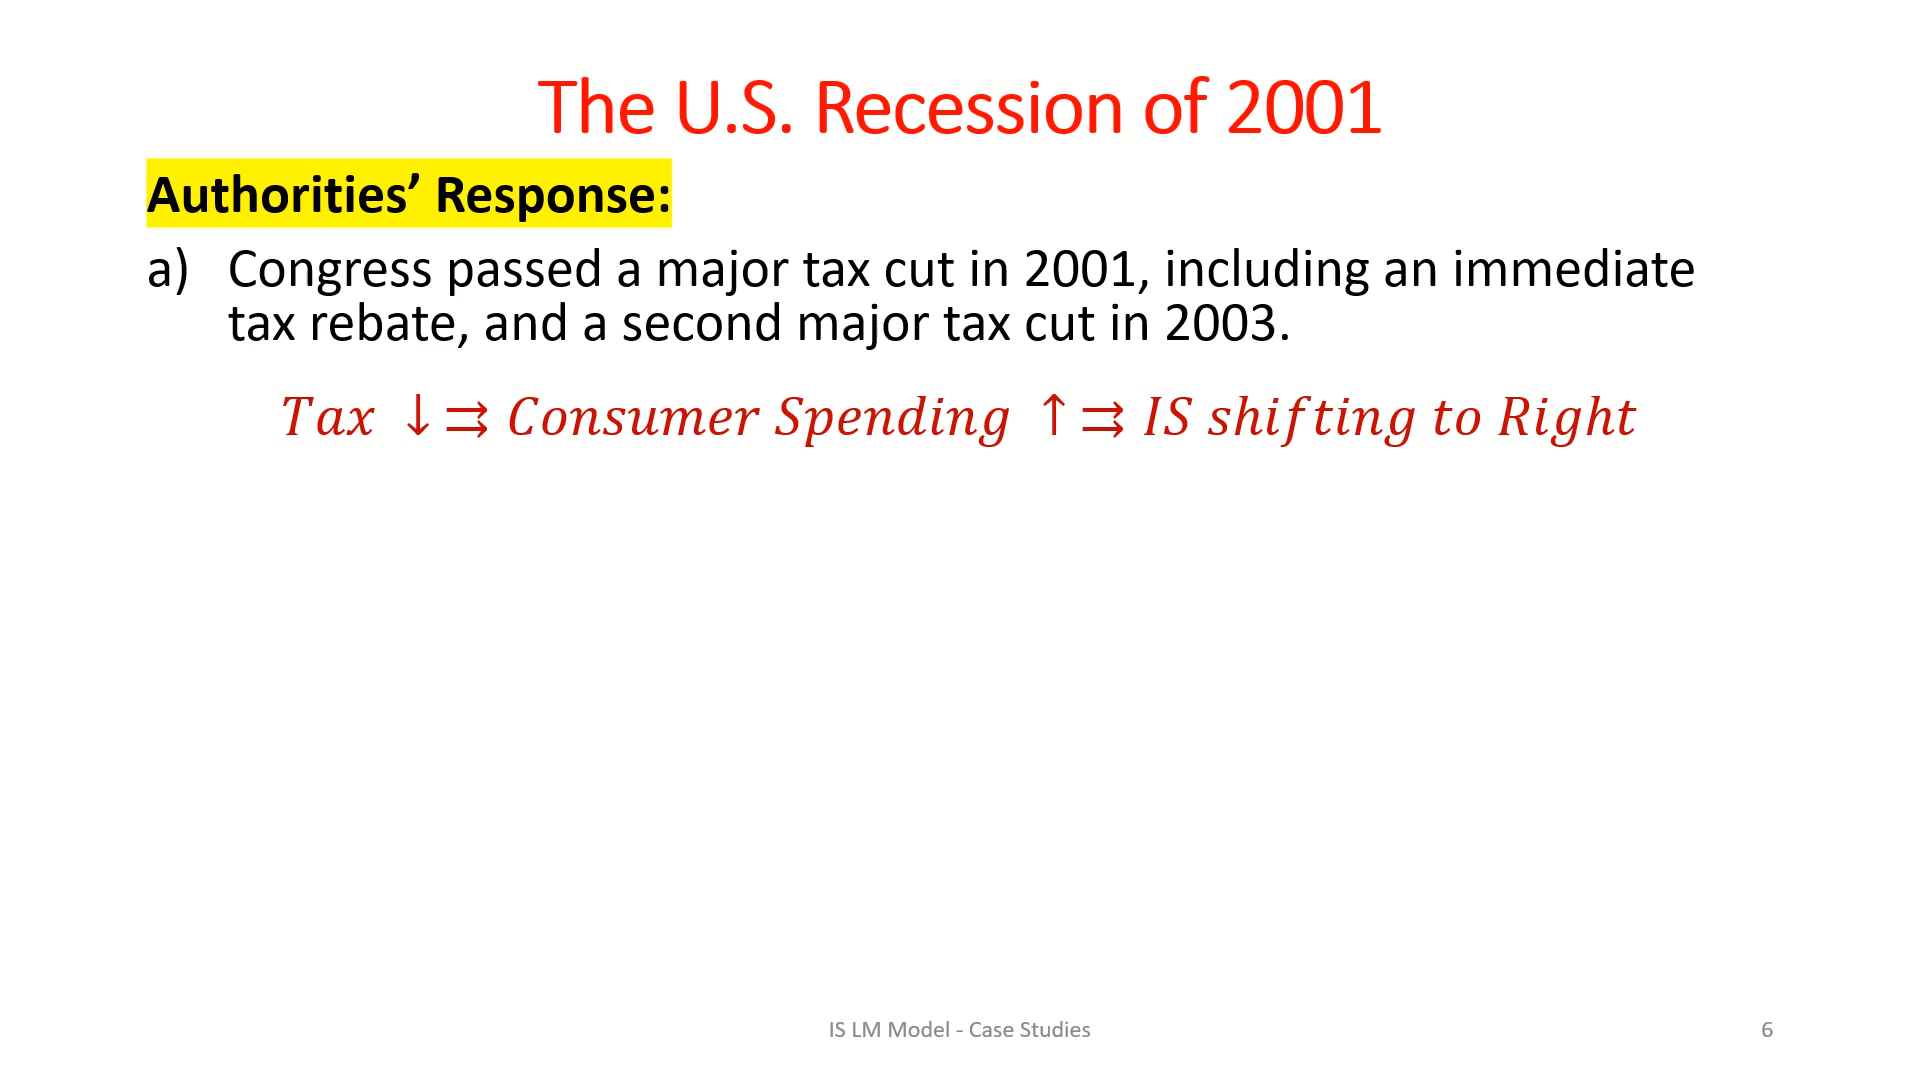 The U.S. Recession of 2001
Authorities’ Response:
a) Congress passed a major tax cut in 2001, including an immediate
tax rebate, and a second major tax cut in 2003.
Tax ↓⇉ Consumer Spending ↑⇉ IS shifting to Right
IS LM Model - Case Studies
6